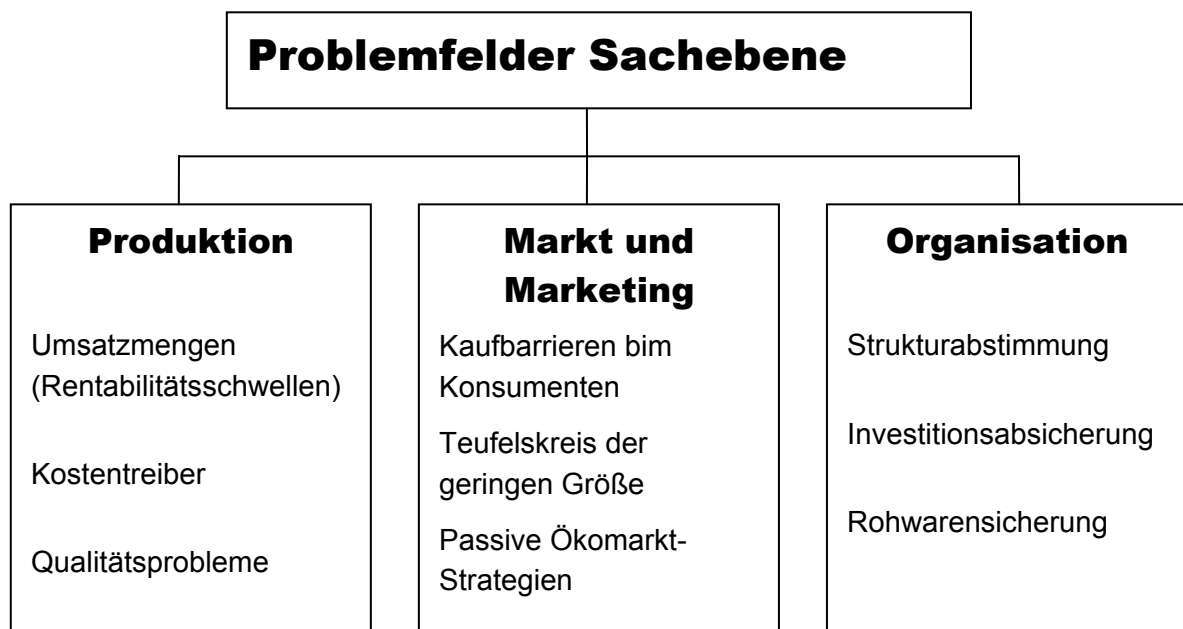 Problemfelder Sachebene
Produktion
Umsatzmengen
(Rentabilitätsschwellen)
Kostentreiber
Qualitätsprobleme
Markt und
Marketing
Kaufbarrieren bim
Konsumenten
Teufelskreis der
geringen Größe
Passive Ökomarkt-
Strategien
Organisation
Strukturabstimmung
Investitionsabsicherung
Rohwarensicherung